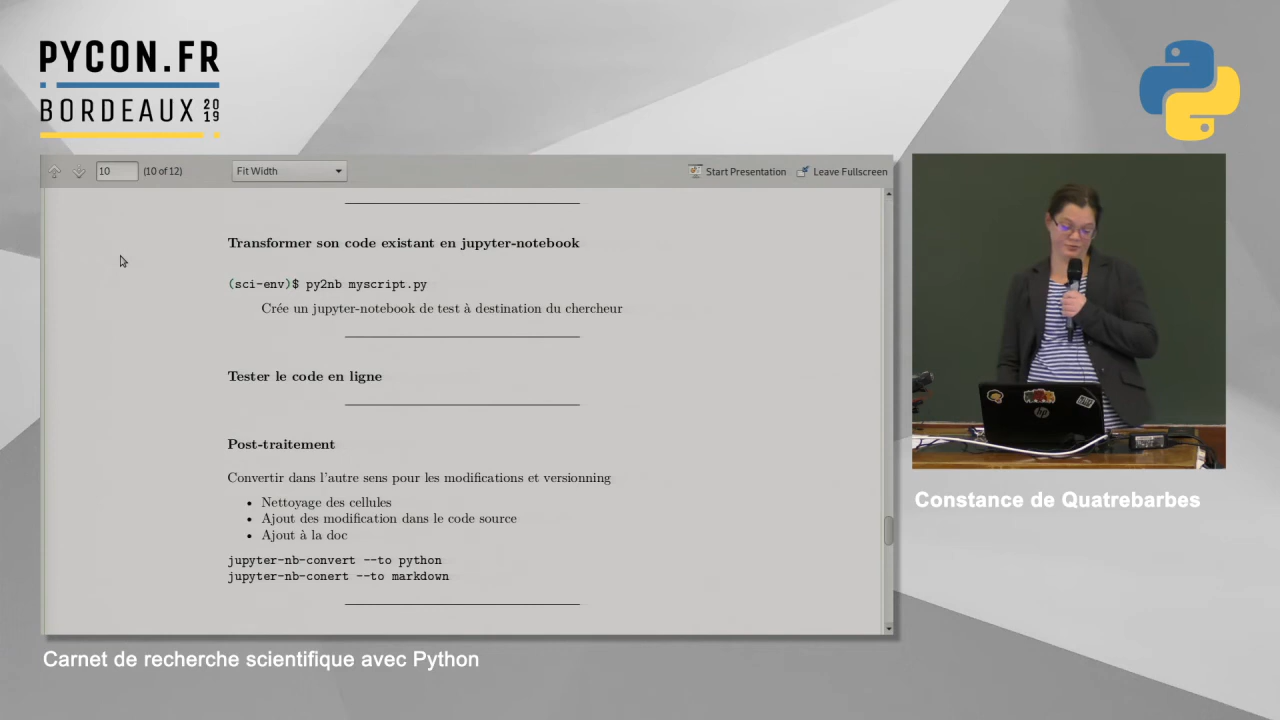 PYCON.FR
BORDEAUX 2019
10 (10 of 12) Fit Width Start Presentation Leave Fullscreen
Transformer son code existant en jupyter-notebook
(sci-env)$ py2nb myscript.py
Crée un jupyter-notebook de test à destination du chercheur
Tester le code en ligne
Post-traitement
Convertir dans l'autre sens pour les modifications et versionning
• Nettoyage des cellules
• Ajout des modification dans le code source
• Ajout à la doc
jupyter-nb-convert --to python
jupyter-nb-conert --to markdown
hp
Constance de Quatrebarbes
Carnet de recherche scientifique avec Python